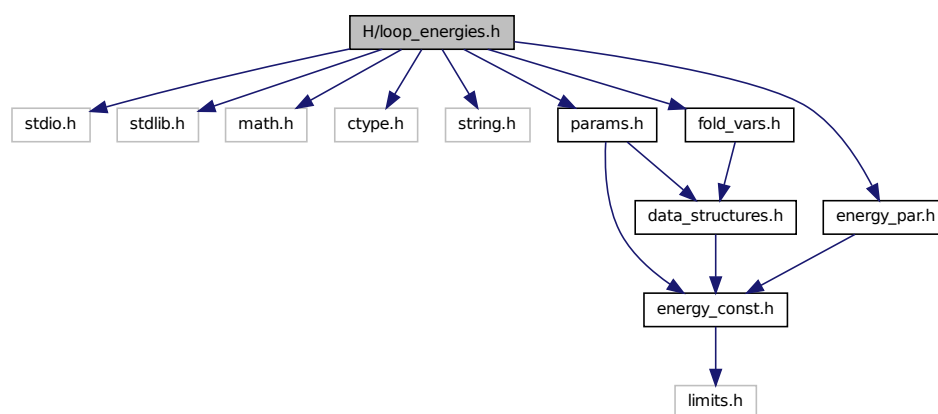 H/loop_energies.h
stdio.h
stdlib.h
math.h
ctype.h
string.h
params.h
fold_vars.h
data_structures.h
energy_par.h
energy_const.h
limits.h